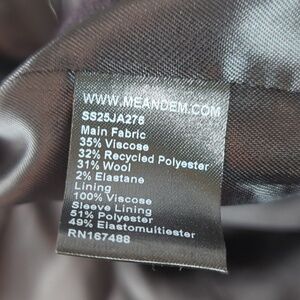 WWW.MEANDEM.COM
SS25JA276
Main Fabric
35% Viscose
32% Recycled Polyester
31% Wool
2% Elastane
Lining
100% Viscose
Sleeve Lining
51% Polyester
49% Elastomultiester
RN167488